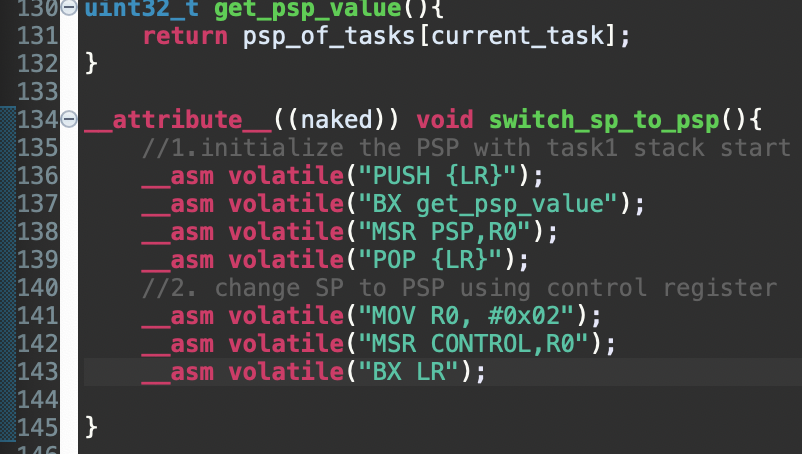 130 uint32_t get_psp_value(){
131     return psp_of_tasks[current_task];
132 }
133
134 __attribute__((naked)) void switch_sp_to_psp(){
135     //1.initialize the PSP with task1 stack start
136     __asm volatile("PUSH {LR}");
137     __asm volatile("BX get_psp_value");
138     __asm volatile("MSR PSP,R0");
139     __asm volatile("POP {LR}");
140     //2. change SP to PSP using control register
141     __asm volatile("MOV R0, #0x02");
142     __asm volatile("MSR CONTROL,R0");
143     __asm volatile("BX LR");
144
145 }
146